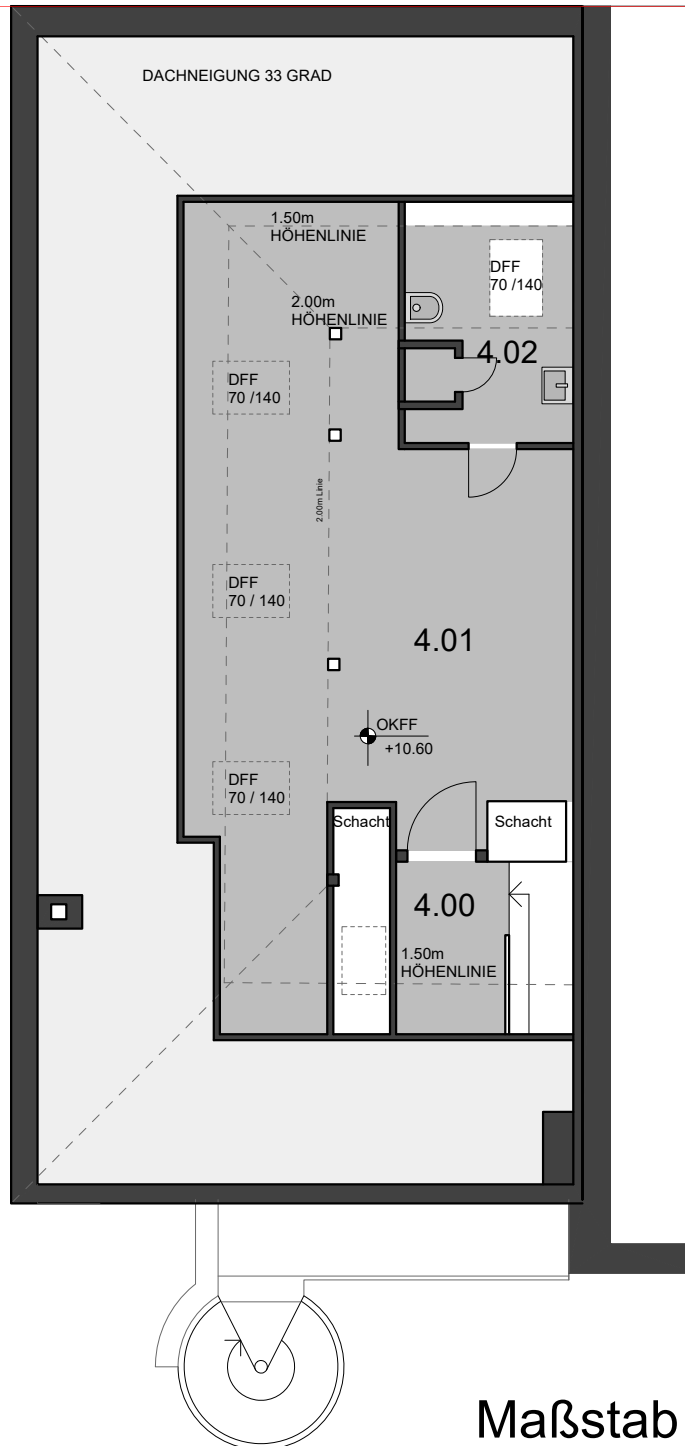 DACHNEIGUNG 33 GRAD
1.50m
HÖHENLINIE
DFF
70 /140
2.00m
HÖHENLINIE
4.02
DFF
70 /140
2.00m Linie
DFF
70 / 140
4.01
OKFF
+10.60
DFF
70 / 140
Schacht
Schacht
4.00
1.50m
HÖHENLINIE
Maßstab